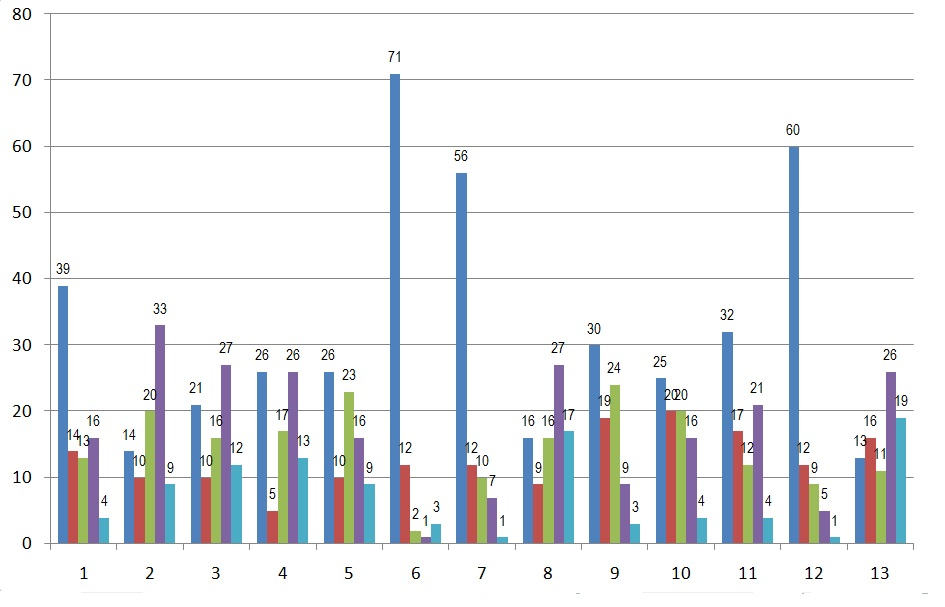 80
70
60
50
40
30
20
10
0
39 14 13 16 4
14 10 20 33 9
21 10 16 27 12
26 5 17 26 13
26 10 23 16 9
71 12 2 1 3
56 12 10 7 1
16 9 16 27 17
30 19 24 9 3
25 20 20 16 4
32 17 12 21 4
60 12 9 5 1
13 16 11 26 19
1 2 3 4 5 6 7 8 9 10 11 12 13